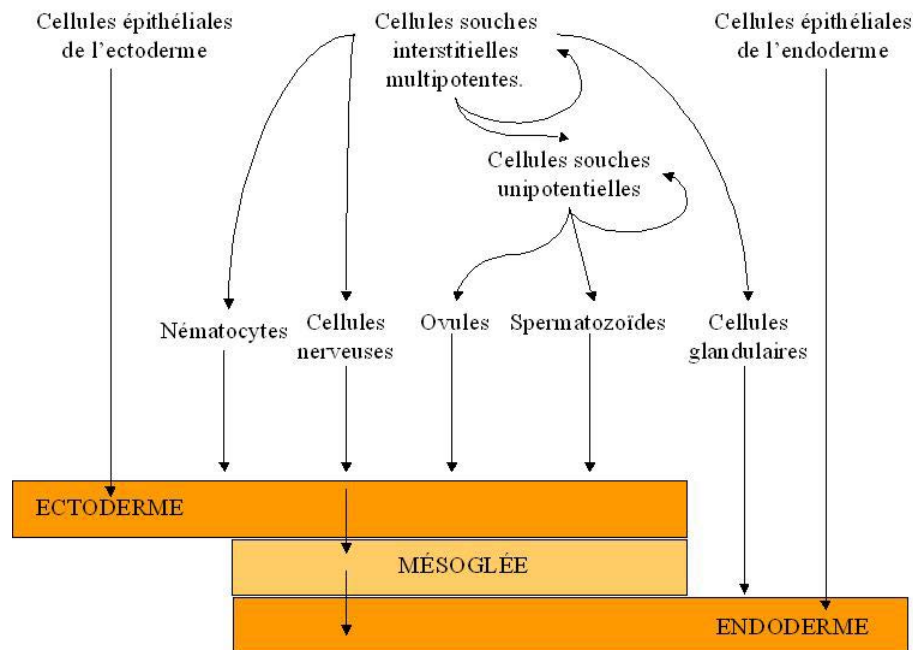 Cellules épithéliales
de l’ectoderme
Cellules souches
interstitielles
multipotentes.
Cellules épithéliales
de l’endoderme
Cellules souches
unipotentielles
Nématocytes
Cellules
nerveuses
Ovules
Spermatozoïdes
Cellules
glandulaires
ECTODERME
MÉSOGLÉE
ENDODERME